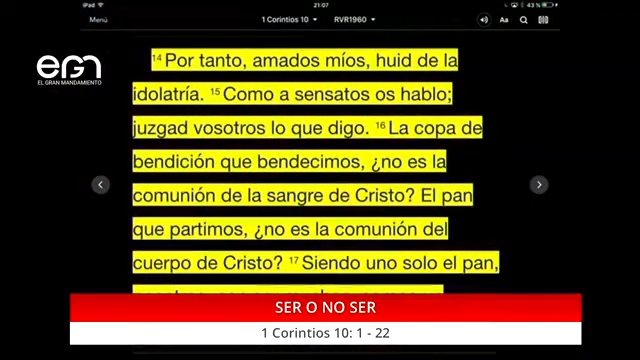 iPad
21:07
43 %
Menú
1 Corintios 10
RVR1960
Aa
14 Por tanto, amados míos, huid de la
idolatría. 15 Como a sensatos os hablo;
juzgad vosotros lo que digo. 16 La copa de
bendición que bendecimos, ¿no es la
comunión de la sangre de Cristo? El pan
que partimos, ¿no es la comunión del
cuerpo de Cristo? 17 Siendo uno solo el pan,
EGM
EL GRAN MANDAMIENTO
SER O NO SER
1 Corintios 10: 1 - 22